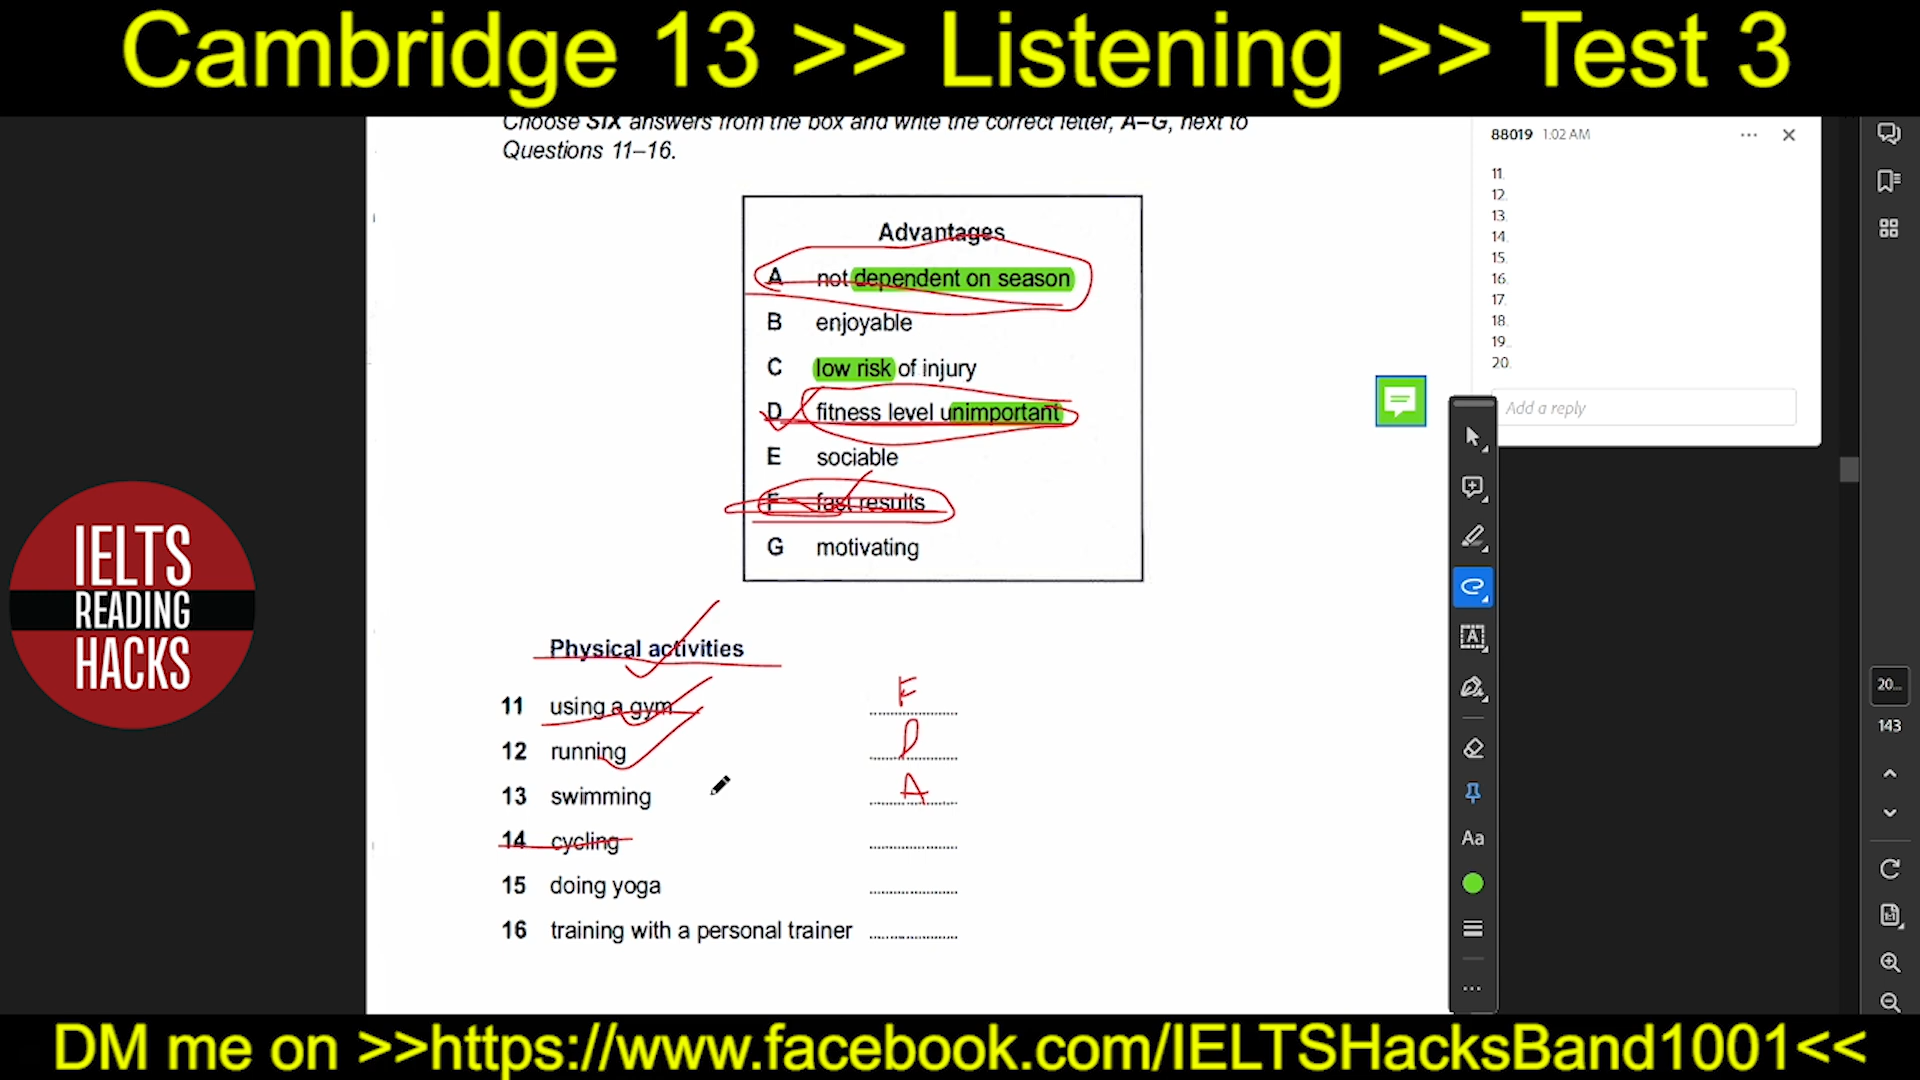 Cambridge 13 >> Listening >> Test 3
Choose SIX answers from the box and write the correct letter, A–G, next to
Questions 11–16.
Advantages
A not dependent on season
B enjoyable
C low risk of injury
D fitness level unimportant
E sociable
F fast results
G motivating
Physical activities
11 using a gym F
12 running D
13 swimming A
14 cycling
15 doing yoga
16 training with a personal trainer
88019 1:02 AM
11.
12.
13.
14.
15.
16.
17.
18.
19.
20.
Add a reply
Aa
20...
143
IELTS
READING
HACKS
DM me on >>https://www.facebook.com/IELTSHacksBand1001<<